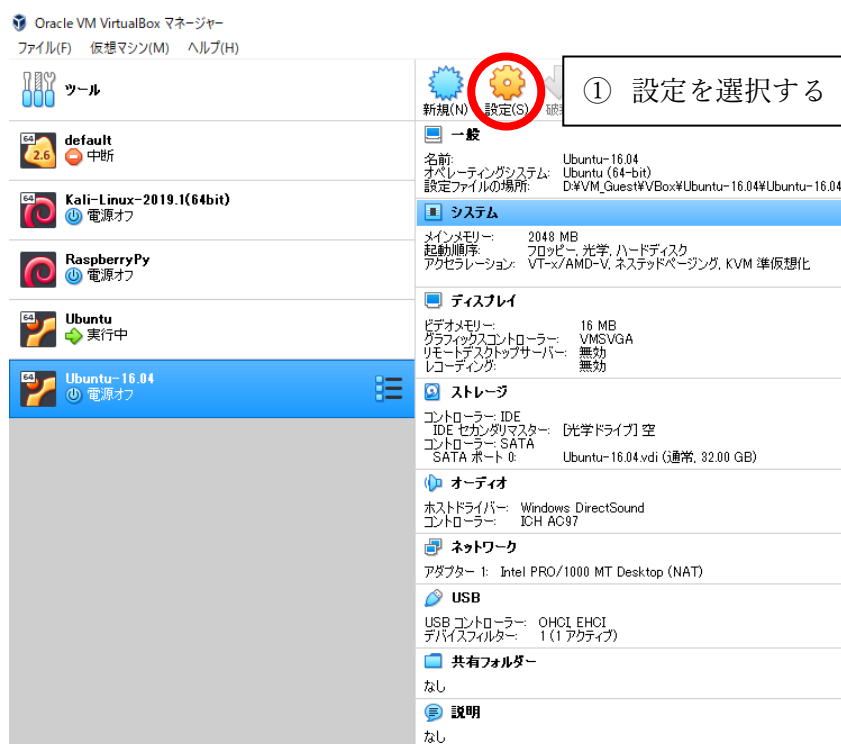 Oracle VM VirtualBox マネージャー
ファイル(F) 仮想マシン(M) ヘルプ(H)
ツール
64
2.6
default
中断
64
Kali-Linux-2019.1(64bit)
電源オフ
RaspberryPy
電源オフ
64
Ubuntu
実行中
64
Ubuntu-16.04
電源オフ
新規(N) 設定(S)
① 設定を選択する
一般
名前: Ubuntu-16.04
オペレーティングシステム: Ubuntu (64-bit)
設定ファイルの場所: D:¥VM_Guest¥VBox¥Ubuntu-16.04¥Ubuntu-16.04
システム
メインメモリー: 2048 MB
起動順序: フロッピー, 光学, ハードディスク
アクセラレーション: VT-x/AMD-V, ネステッドページング, KVM 準仮想化
ディスプレイ
ビデオメモリー: 16 MB
グラフィックスコントローラー: VMSVGA
リモートデスクトップサーバー: 無効
レコーディング: 無効
ストレージ
コントローラー: IDE
IDE セカンダリマスター: [光学ドライブ] 空
コントローラー: SATA
SATA ポート 0: Ubuntu-16.04.vdi (通常, 32.00 GB)
オーディオ
ホストドライバー: Windows DirectSound
コントローラー: ICH AC97
ネットワーク
アダプター 1: Intel PRO/1000 MT Desktop (NAT)
USB
USB コントローラー: OHCI, EHCI
デバイスフィルター: 1 (1 アクティブ)
共有フォルダー
なし
説明
なし